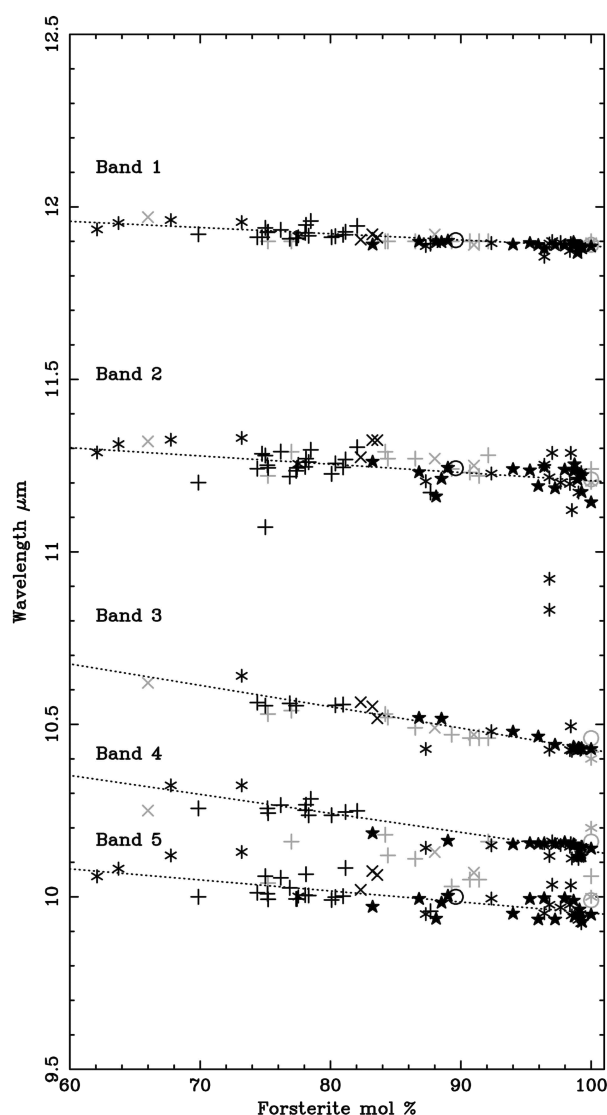 12.5
Band 1
12
Band 2
11.5
11
Band 3
10.5
Band 4
Band 5
10
9.5
Wavelength μm
60 70 80 90 100
Forsterite mol %